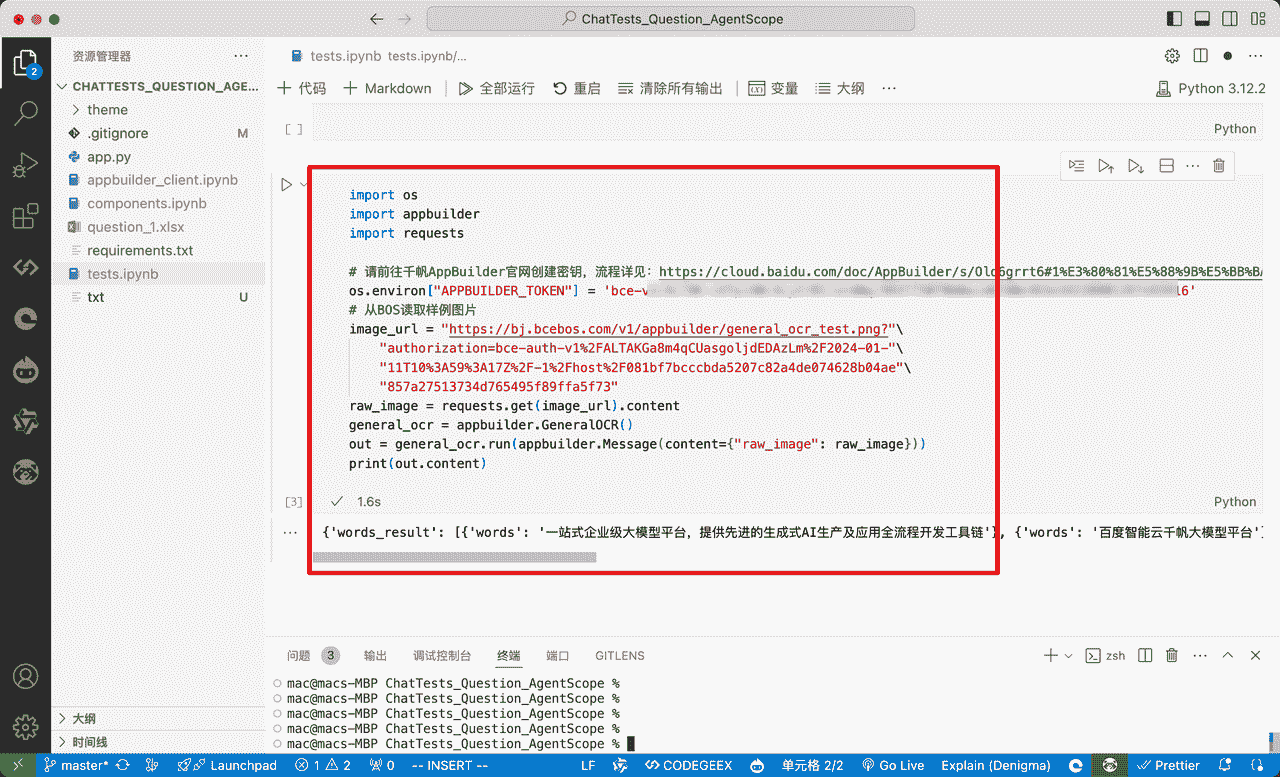 ChatTests_Question_AgentScope
资源管理器
2
CHATTESTS_QUESTION_AGE...
theme
.gitignore M
app.py
appbuilder_client.ipynb
components.ipynb
question_1.xlsx
requirements.txt
tests.ipynb
txt U
大纲
时间线
tests.ipynb tests.ipynb/...
代码 Markdown 全部运行 重启 清除所有输出 变量 大纲 ... Python 3.12.2
[ ]
Python
import os
import appbuilder
import requests
# 请前往千帆AppBuilder官网创建密钥，流程详见：https://cloud.baidu.com/doc/AppBuilder/s/Olq6grrt6#1%E3%80%81%E5%88%9B%E5%BB%BA
os.environ["APPBUILDER_TOKEN"] = 'bce-v 6'
# 从BOS读取样例图片
image_url = "https://bj.bcebos.com/v1/appbuilder/general_ocr_test.png?"\
"authorization=bce-auth-v1%2FALTAKGa8m4qCUasgoljdEDAzLm%2F2024-01-"\
"11T10%3A59%3A17Z%2F-1%2Fhost%2F081bf7bcccbda5207c82a4de074628b04ae"\
"857a27513734d765495f89ffa5f73"
raw_image = requests.get(image_url).content
general_ocr = appbuilder.GeneralOCR()
out = general_ocr.run(appbuilder.Message(content={"raw_image": raw_image}))
print(out.content)
[3] 1.6s Python
... {'words_result': [{'words': '一站式企业级大模型平台，提供先进的生成式AI生产及应用全流程开发工具链'}, {'words': '百度智能云千帆大模型平台'}
问题 3 输出 调试控制台 终端 端口 GITLENS zsh
mac@macs-MBP ChatTests_Question_AgentScope %
mac@macs-MBP ChatTests_Question_AgentScope %
mac@macs-MBP ChatTests_Question_AgentScope %
mac@macs-MBP ChatTests_Question_AgentScope %
mac@macs-MBP ChatTests_Question_AgentScope %
master* Launchpad 1 2 0 -- INSERT -- LF CODEGEEX 单元格 2/2 Go Live Explain (Denigma) Prettier